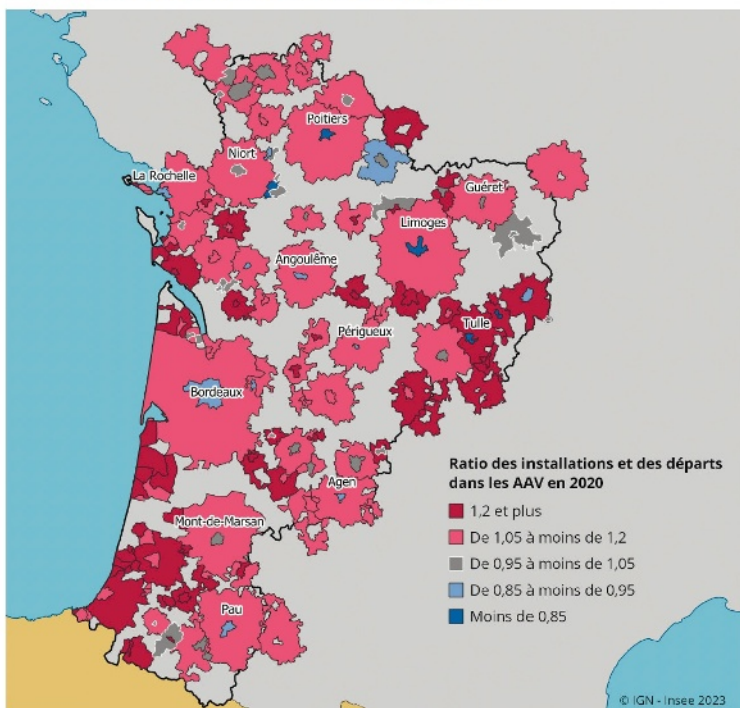 Poitiers
Niort
La Rochelle
Guéret
Limoges
Angoulême
Périgueux
Tulle
Bordeaux
Agen
Mont-de-Marsan
Pau
Ratio des installations et des départs
dans les AAV en 2020
1,2 et plus
De 1,05 à moins de 1,2
De 0,95 à moins de 1,05
De 0,85 à moins de 0,95
Moins de 0,85
© IGN - Insee 2023